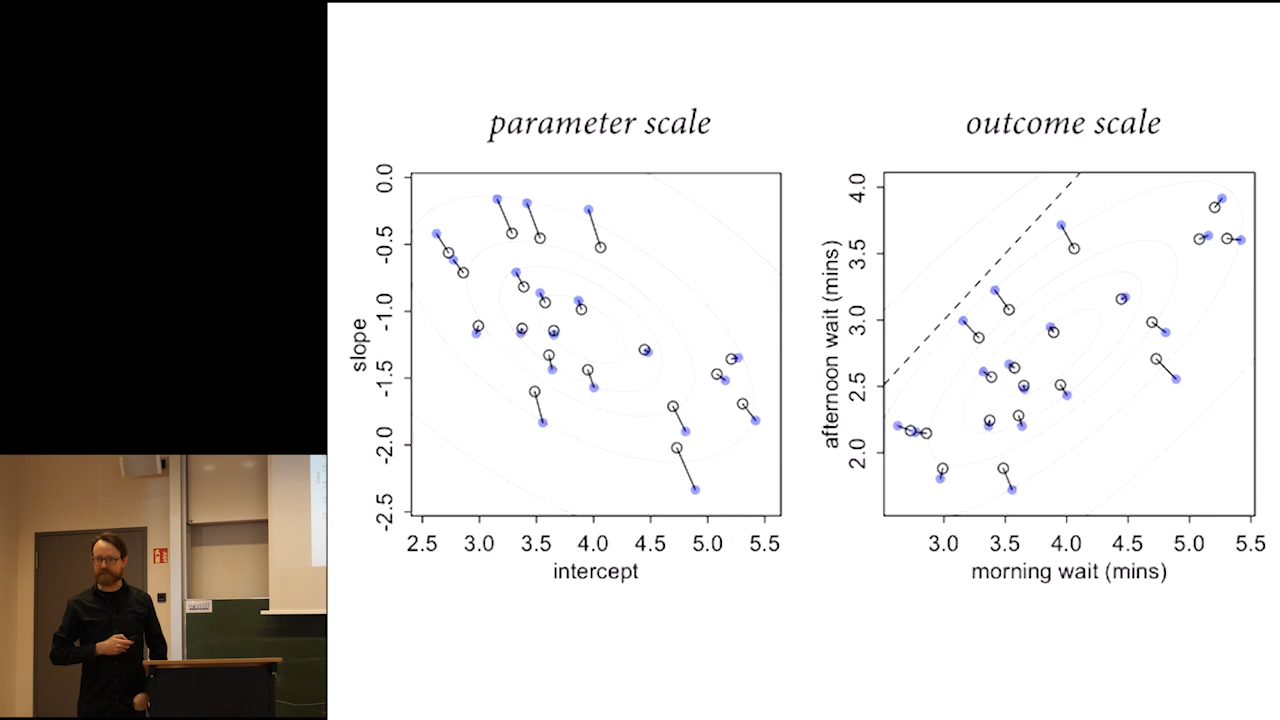 parameter scale
outcome scale
0.0
-0.5
-1.0
-1.5
-2.0
-2.5
slope
2.5 3.0 3.5 4.0 4.5 5.0 5.5
intercept
4.0
3.5
3.0
2.5
2.0
afternoon wait (mins)
3.0 3.5 4.0 4.5 5.0 5.5
morning wait (mins)